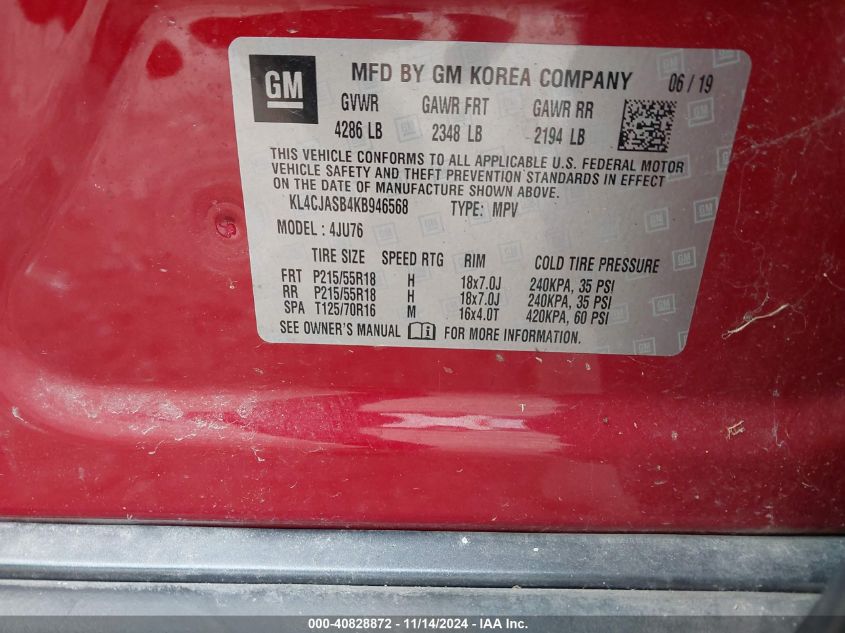 GM MFD BY GM KOREA COMPANY 06 / 19
GVWR GAWR FRT GAWR RR
4286 LB 2348 LB 2194 LB
THIS VEHICLE CONFORMS TO ALL APPLICABLE U.S. FEDERAL MOTOR
VEHICLE SAFETY AND THEFT PREVENTION STANDARDS IN EFFECT
ON THE DATE OF MANUFACTURE SHOWN ABOVE.
KL4CJASB4KB946568 TYPE: MPV
MODEL : 4JU76
TIRE SIZE SPEED RTG RIM COLD TIRE PRESSURE
FRT P215/55R18 H 18x7.0J 240KPA, 35 PSI
RR P215/55R18 H 18x7.0J 240KPA, 35 PSI
SPA T125/70R16 M 16x4.0T 420KPA, 60 PSI
SEE OWNER'S MANUAL FOR MORE INFORMATION.
000-40828872 - 11/14/2024 - IAA Inc.